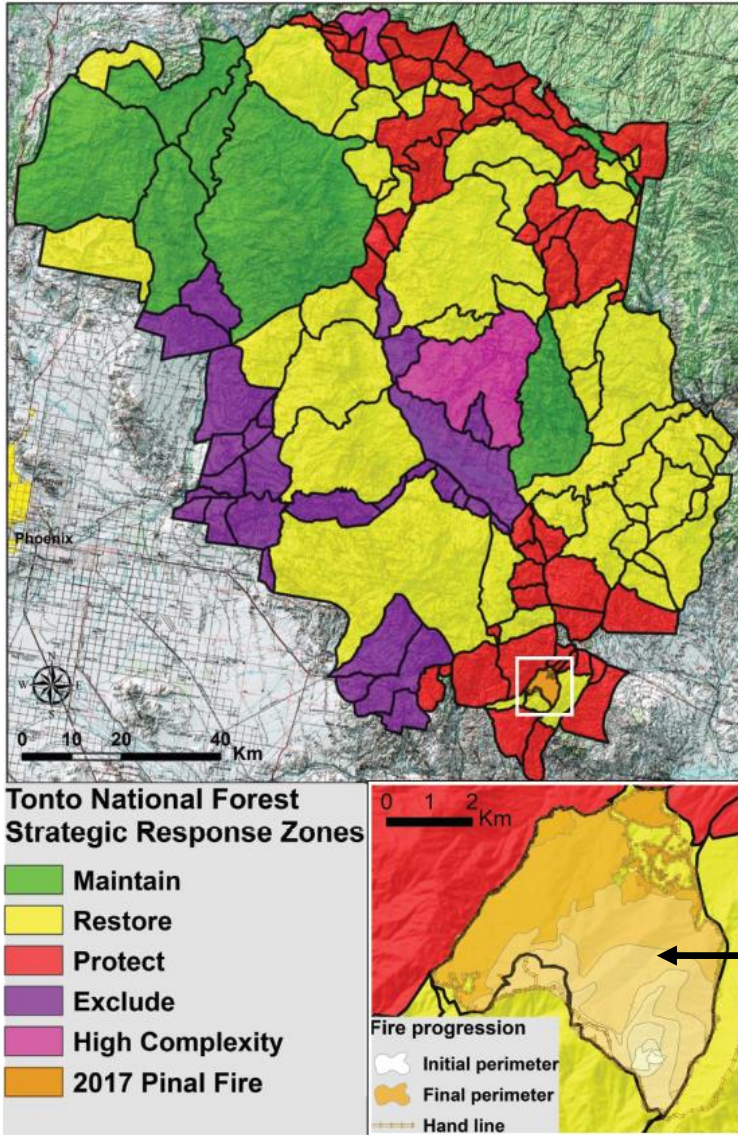 Phoenix
N
W E
S
0 10 20 40
Km
Tonto National Forest
Strategic Response Zones
Maintain
Restore
Protect
Exclude
High Complexity
2017 Pinal Fire
0 1 2
Km
Fire progression
Initial perimeter
Final perimeter
Hand line